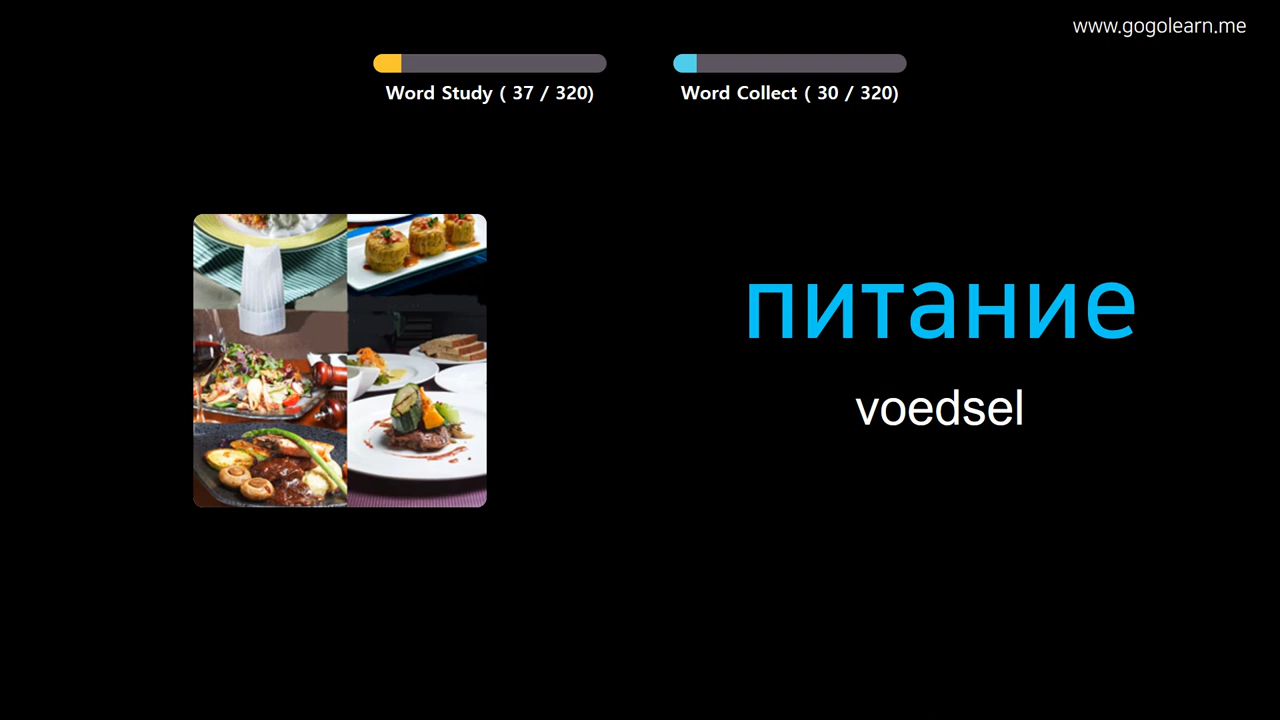 www.gogolearn.me
Word Study ( 37 / 320)
Word Collect ( 30 / 320)
питание
voedsel